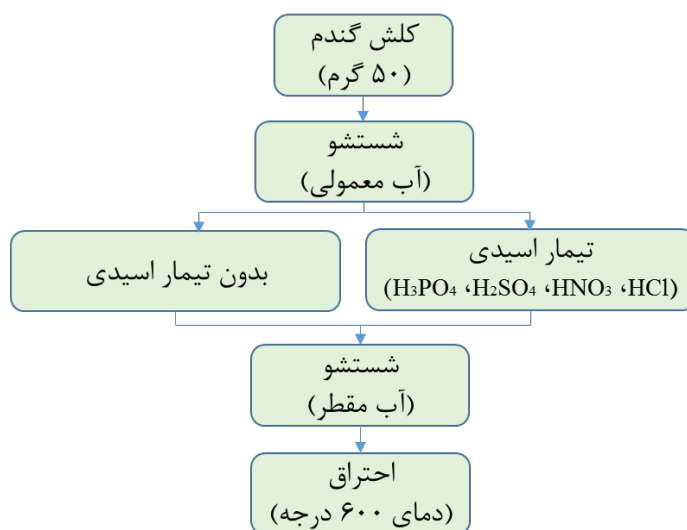 کلش گندم
(۵۰ گرم)
شستشو
(آب معمولی)
تیمار اسیدی
(H₃PO₄ ،H₂SO₄ ،HNO₃ ،HCl)
بدون تیمار اسیدی
شستشو
(آب مقطر)
احتراق
(دمای ۶۰۰ درجه)